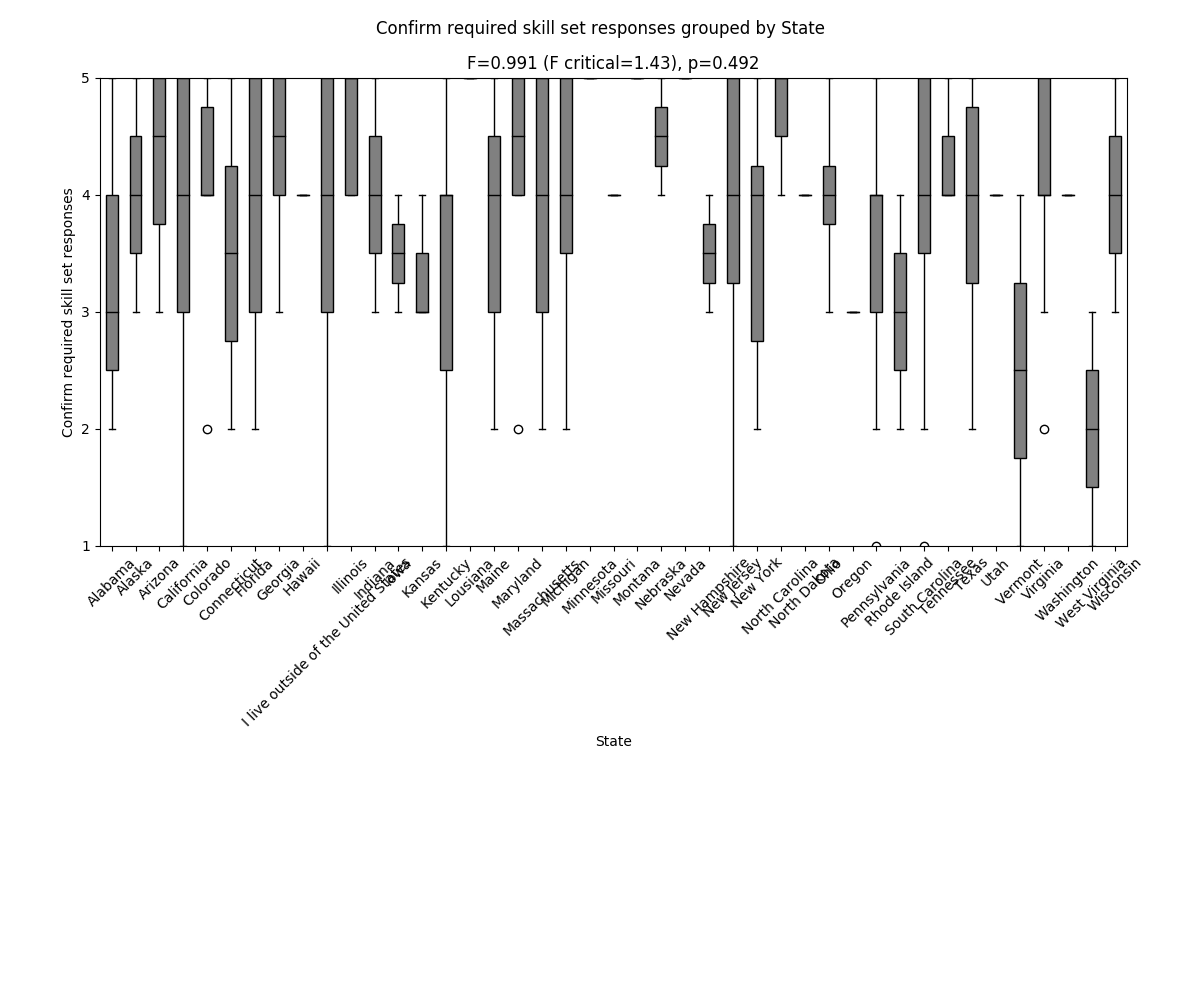 Confirm required skill set responses grouped by State
F=0.991 (F critical=1.43), p=0.492
Confirm required skill set responses
5
4
3
2
1
Alabama
Alaska
Arizona
California
Colorado
Connecticut
Florida
Georgia
Hawaii
I live outside of the United States
Illinois
Indiana
Iowa
Kansas
Kentucky
Lousiana
Maine
Maryland
Massachusetts
Michigan
Minnesota
Missouri
Montana
Nebraska
Nevada
New Hampshire
New Jersey
New York
North Carolina
North Dakota
Ohio
Oregon
Pennsylvania
Rhode Island
South Carolina
Tennessee
Texas
Utah
Vermont
Virginia
Washington
West Virginia
Wisconsin
State